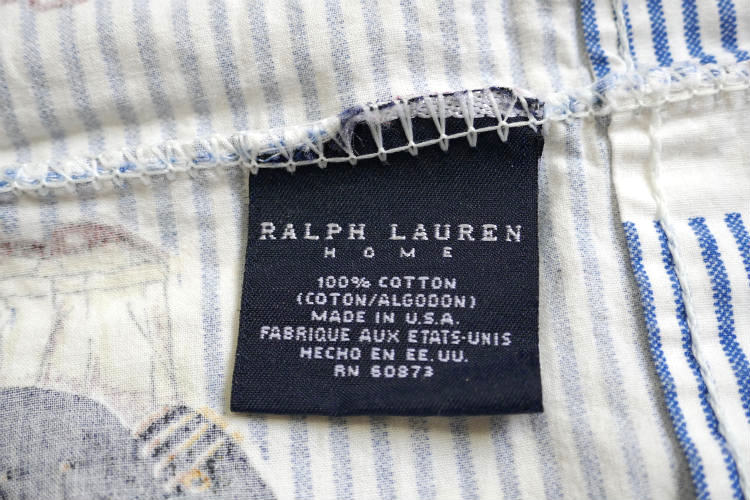 RALPH LAUREN
HOME
100% COTTON
(COTON/ALGODON)
MADE IN U.S.A.
FABRIQUE AUX ETATS-UNIS
HECHO EN EE.UU.
RN 60873